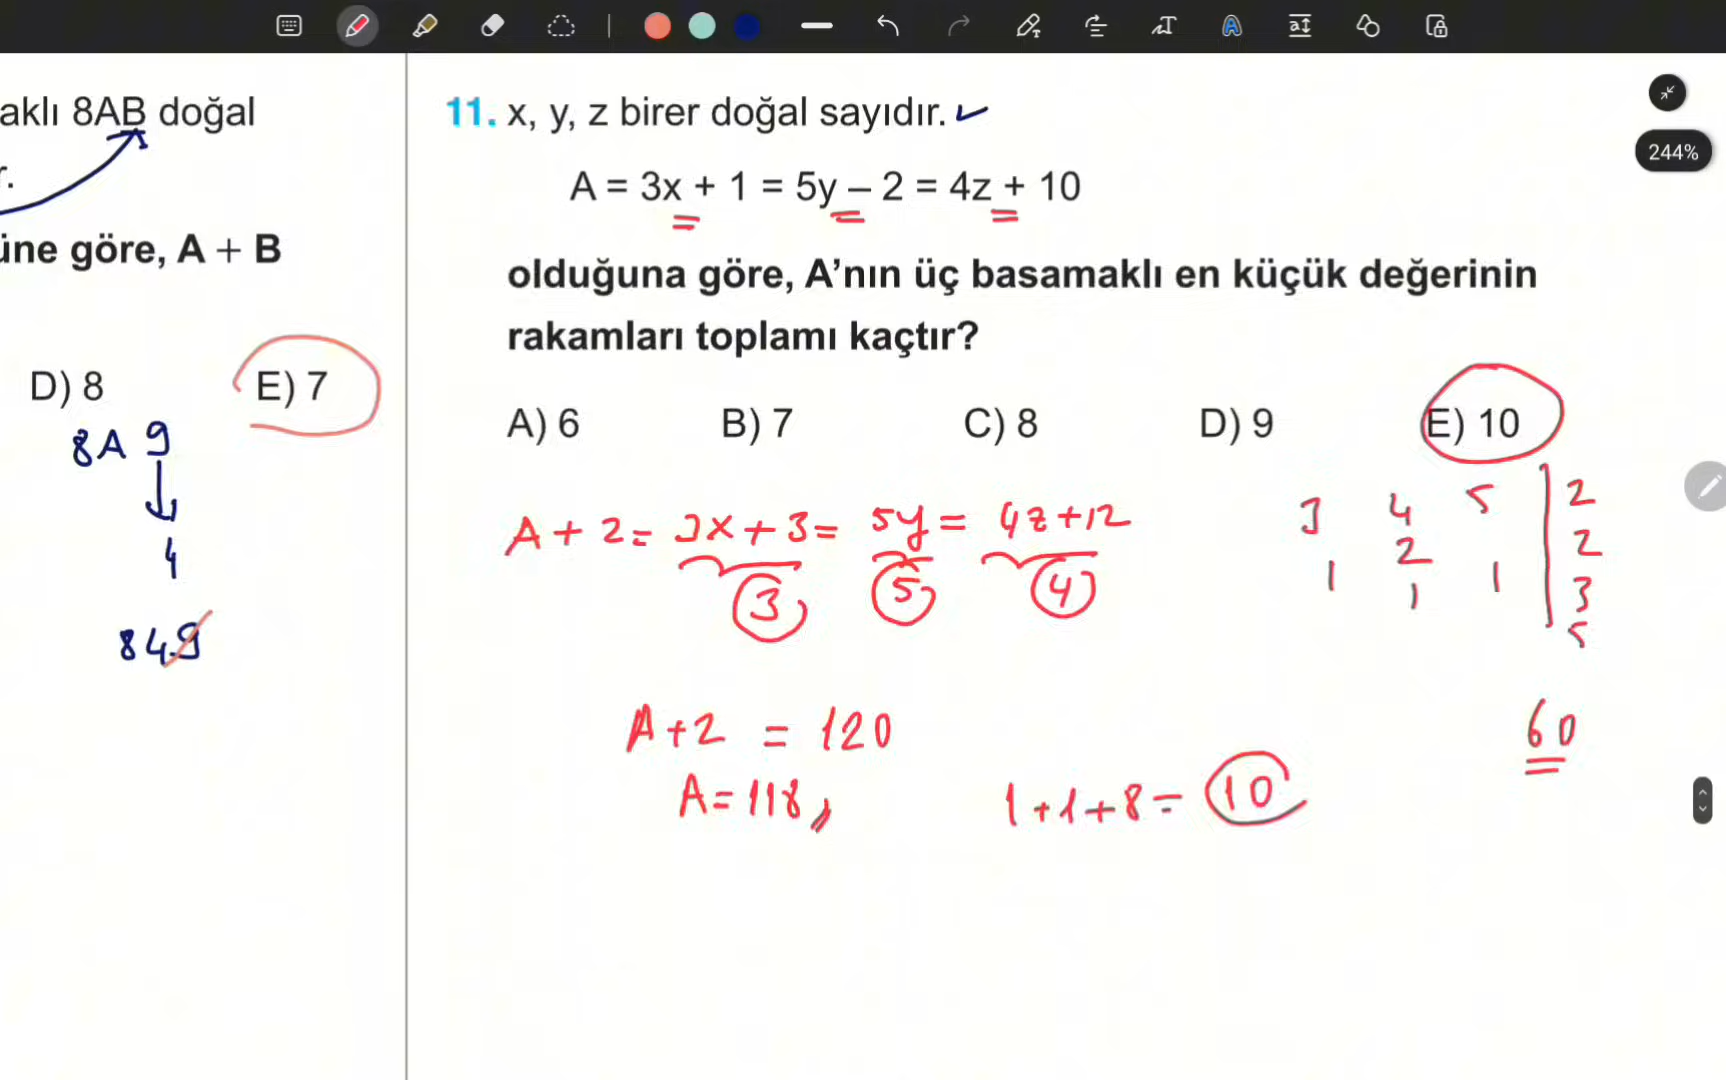 aklı 8AB doğal
r.
üne göre, A + B
D) 8
E) 7
8A 9
4
849
11. x, y, z birer doğal sayıdır.
A = 3x + 1 = 5y – 2 = 4z + 10
olduğuna göre, A’nın üç basamaklı en küçük değerinin
rakamları toplamı kaçtır?
A) 6
B) 7
C) 8
D) 9
E) 10
A + 2 = 3x + 3 = 5y = 4z + 12
3
5
4
3 4 5 2
2 2
1 1 1 3
5
60
A + 2 = 120
A = 118
1 + 1 + 8 = 10
244%